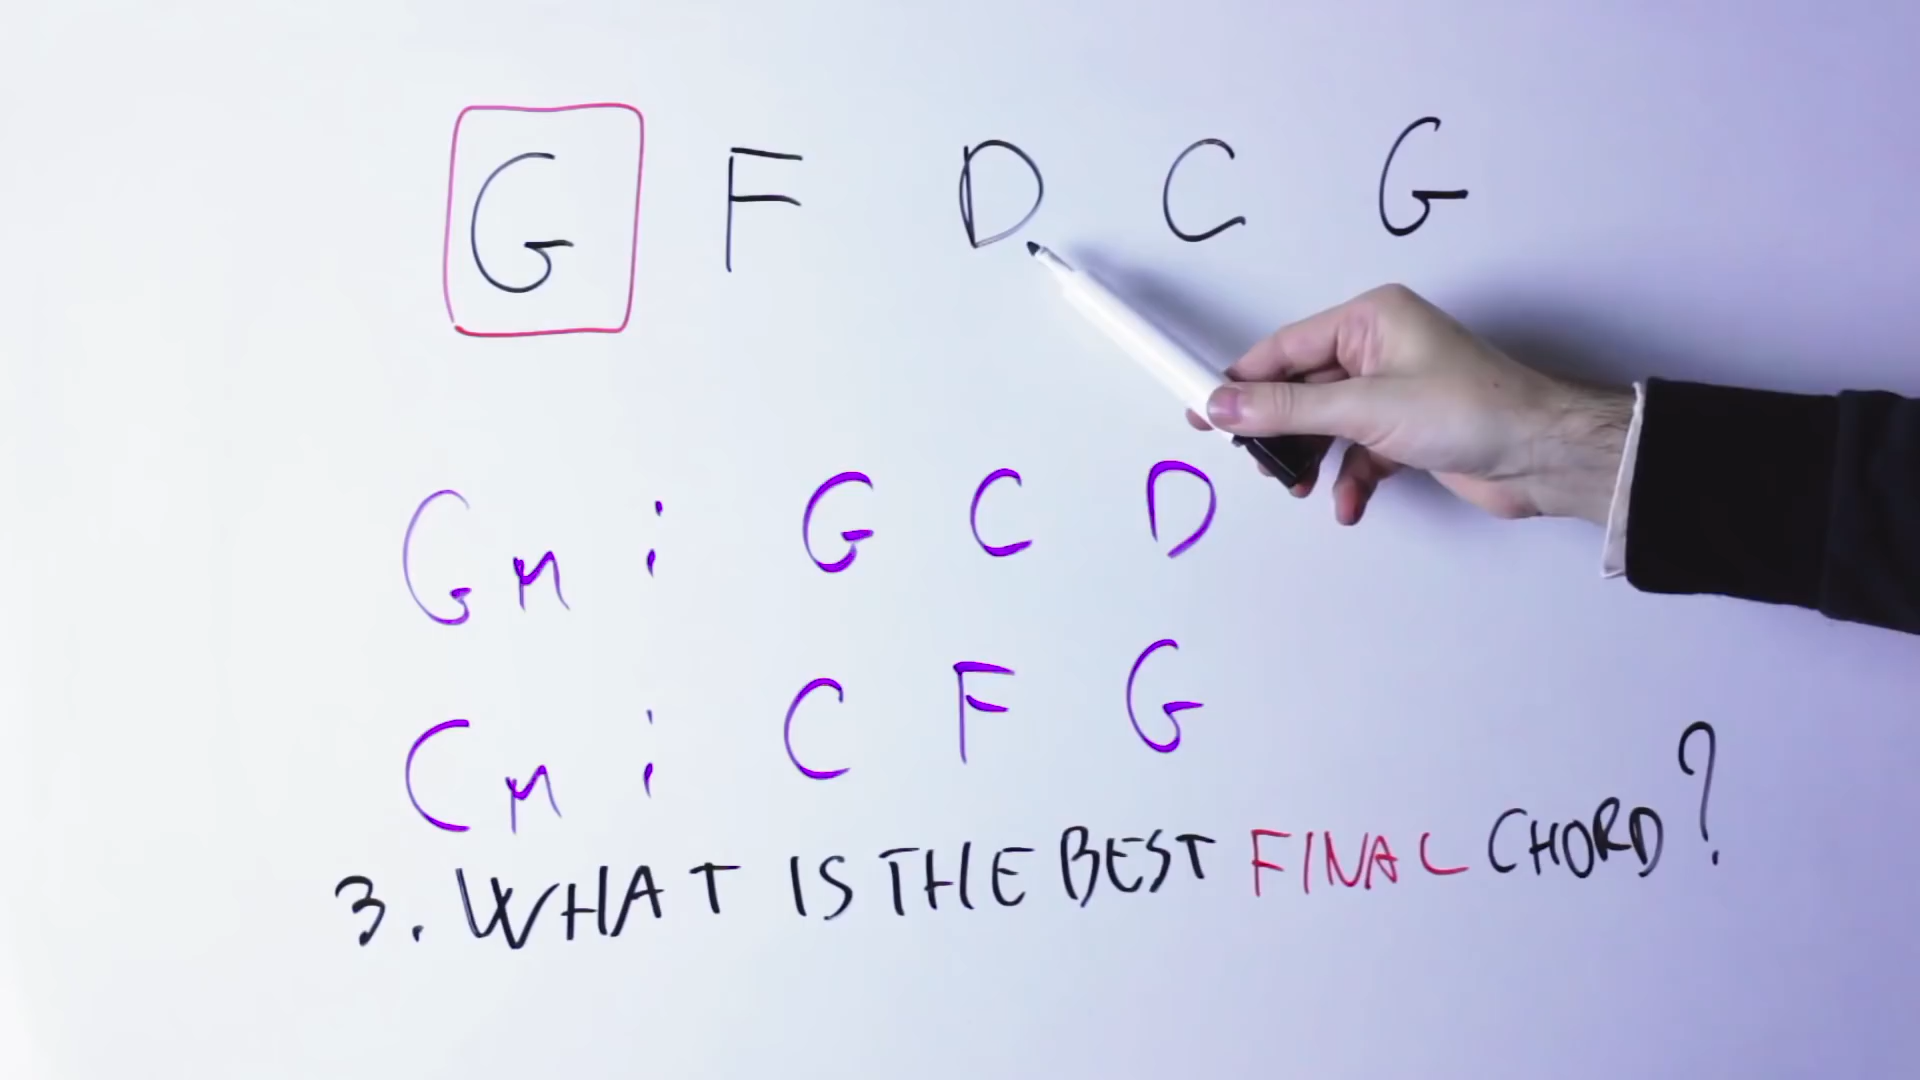 G F D C G
GM : G C D
CM : C F G
3. WHAT IS THE BEST FINAL CHORD?